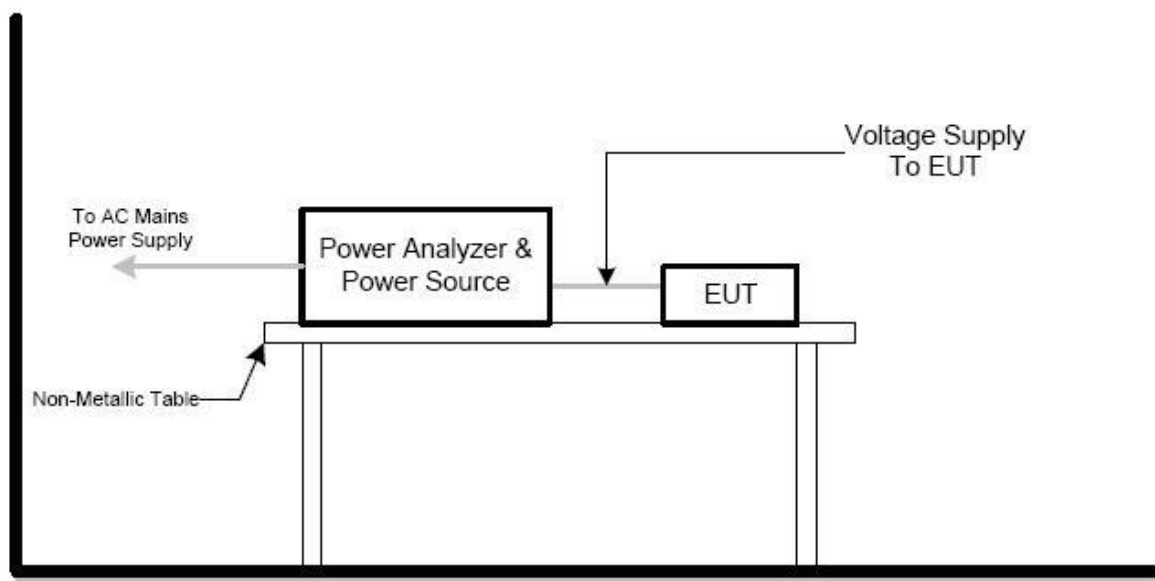 Voltage Supply
To EUT
To AC Mains
Power Supply
Power Analyzer &
Power Source
EUT
Non-Metallic Table